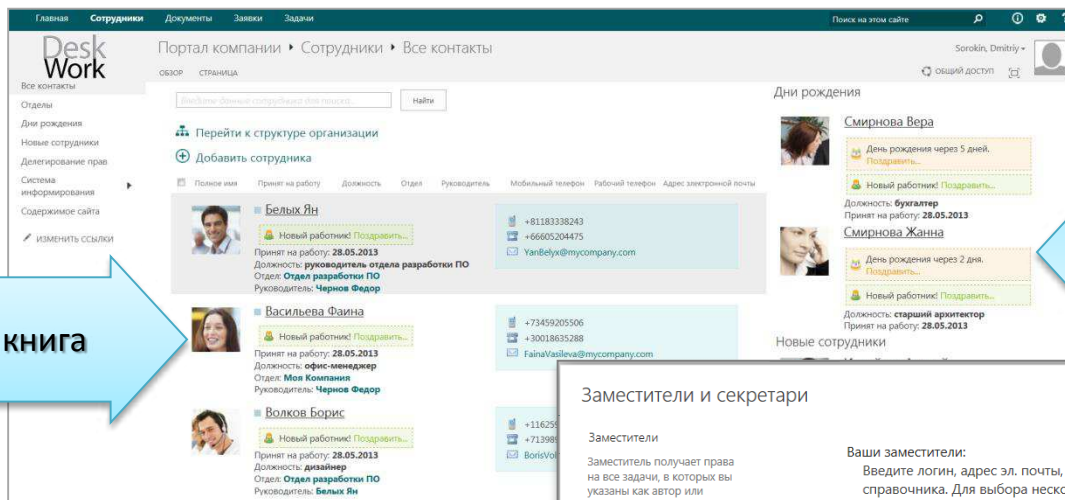 Главная Сотрудники Документы Заявки Задачи
Поиск на этом сайте
Desk
Work
Портал компании ▸ Сотрудники ▸ Все контакты
Sorokin, Dmitriy
ОБЗОР СТРАНИЦА
ОБЩИЙ ДОСТУП
Все контакты
Отделы
Дни рождения
Новые сотрудники
Делегирование прав
Система
информирования
Содержимое сайта
ИЗМЕНИТЬ ССЫЛКИ
книга
Введите данные сотрудника для поиска...
Найти
Перейти к структуре организации
Добавить сотрудника
Полное имя Принят на работу Должность Отдел Руководитель Мобильный телефон Рабочий телефон Адрес электронной почты
Белых Ян
Новый работник! Поздравить...
Принят на работу: 28.05.2013
Должность: руководитель отдела разработки ПО
Отдел: Отдел разработки ПО
Руководитель: Чернов Федор
+81183338243
+66605204475
YanBelyx@mycompany.com
Васильева Фаина
Новый работник! Поздравить...
Принят на работу: 28.05.2013
Должность: офис-менеджер
Отдел: Моя Компания
Руководитель: Чернов Федор
+73459205506
+30018635288
FainaVasileva@mycompany.com
Волков Борис
Новый работник! Поздравить...
Принят на работу: 28.05.2013
Должность: дизайнер
Отдел: Отдел разработки ПО
Руководитель: Белых Ян
+11625
+71398
BorisVol
Дни рождения
Смирнова Вера
День рождения через 5 дней.
Поздравить...
Новый работник! Поздравить...
Должность: бухгалтер
Принят на работу: 28.05.2013
Смирнова Жанна
День рождения через 2 дня.
Поздравить...
Новый работник! Поздравить...
Должность: старший архитектор
Принят на работу: 28.05.2013
Новые сотрудники
Заместители и секретари
Заместители
Заместитель получает права
на все задачи, в которых вы
указаны как автор или
Ваши заместители:
Введите логин, адрес эл. почты,
справочника. Для выбора неско